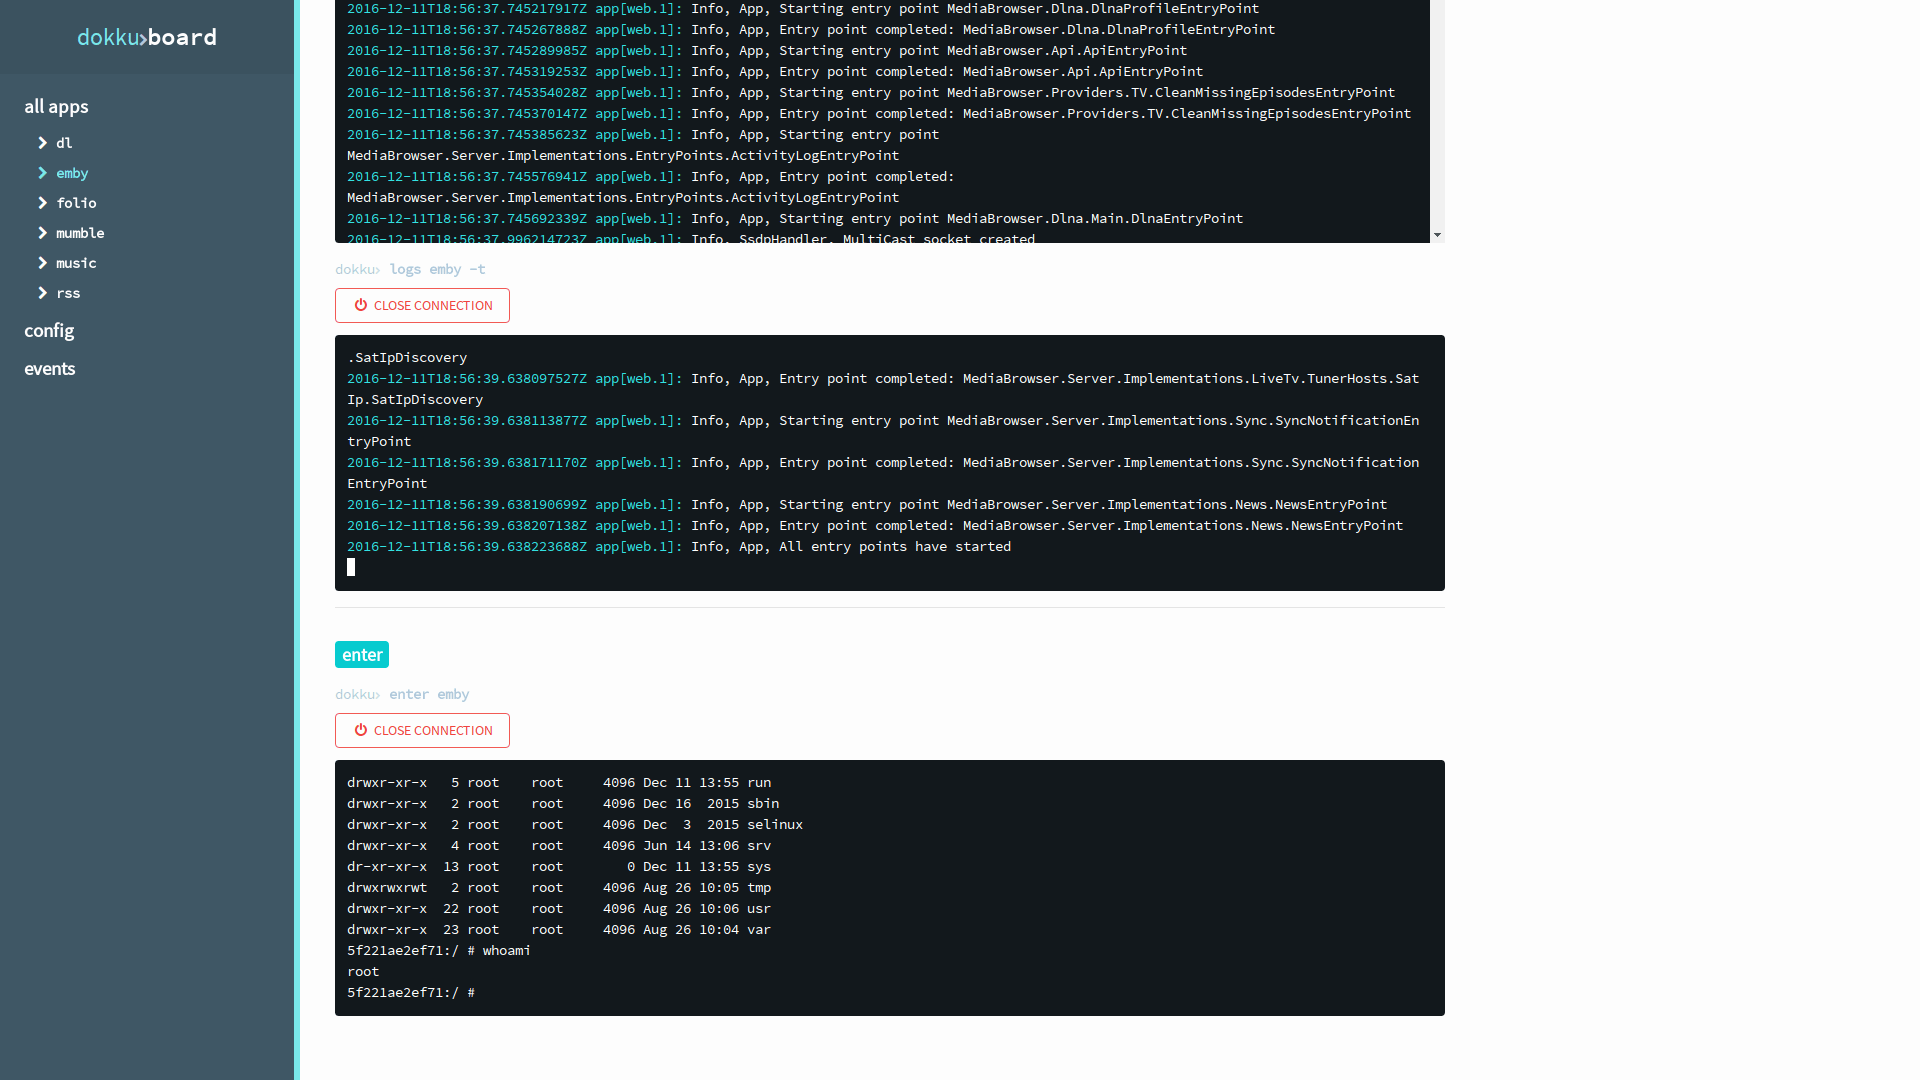 dokku›board
all apps
dl
emby
folio
mumble
music
rss
config
events
2016-12-11T18:56:37.745217917Z app[web.1]: Info, App, Starting entry point MediaBrowser.Dlna.DlnaProfileEntryPoint
2016-12-11T18:56:37.745267888Z app[web.1]: Info, App, Entry point completed: MediaBrowser.Dlna.DlnaProfileEntryPoint
2016-12-11T18:56:37.745289985Z app[web.1]: Info, App, Starting entry point MediaBrowser.Api.ApiEntryPoint
2016-12-11T18:56:37.745319253Z app[web.1]: Info, App, Entry point completed: MediaBrowser.Api.ApiEntryPoint
2016-12-11T18:56:37.745354028Z app[web.1]: Info, App, Starting entry point MediaBrowser.Providers.TV.CleanMissingEpisodesEntryPoint
2016-12-11T18:56:37.745370147Z app[web.1]: Info, App, Entry point completed: MediaBrowser.Providers.TV.CleanMissingEpisodesEntryPoint
2016-12-11T18:56:37.745385623Z app[web.1]: Info, App, Starting entry point
MediaBrowser.Server.Implementations.EntryPoints.ActivityLogEntryPoint
2016-12-11T18:56:37.745576941Z app[web.1]: Info, App, Entry point completed:
MediaBrowser.Server.Implementations.EntryPoints.ActivityLogEntryPoint
2016-12-11T18:56:37.745692339Z app[web.1]: Info, App, Starting entry point MediaBrowser.Dlna.Main.DlnaEntryPoint
2016-12-11T18:56:37.996214723Z app[web.1]: Info, SsdpHandler, MultiCast socket created
dokku› logs emby -t
CLOSE CONNECTION
.SatIpDiscovery
2016-12-11T18:56:39.638097527Z app[web.1]: Info, App, Entry point completed: MediaBrowser.Server.Implementations.LiveTv.TunerHosts.Sat
Ip.SatIpDiscovery
2016-12-11T18:56:39.638113877Z app[web.1]: Info, App, Starting entry point MediaBrowser.Server.Implementations.Sync.SyncNotificationEn
tryPoint
2016-12-11T18:56:39.638171170Z app[web.1]: Info, App, Entry point completed: MediaBrowser.Server.Implementations.Sync.SyncNotification
EntryPoint
2016-12-11T18:56:39.638190699Z app[web.1]: Info, App, Starting entry point MediaBrowser.Server.Implementations.News.NewsEntryPoint
2016-12-11T18:56:39.638207138Z app[web.1]: Info, App, Entry point completed: MediaBrowser.Server.Implementations.News.NewsEntryPoint
2016-12-11T18:56:39.638223688Z app[web.1]: Info, App, All entry points have started
enter
dokku› enter emby
CLOSE CONNECTION
drwxr-xr-x   5 root    root     4096 Dec 11 13:55 run
drwxr-xr-x   2 root    root     4096 Dec 16  2015 sbin
drwxr-xr-x   2 root    root     4096 Dec  3  2015 selinux
drwxr-xr-x   4 root    root     4096 Jun 14 13:06 srv
dr-xr-xr-x  13 root    root        0 Dec 11 13:55 sys
drwxrwxrwt   2 root    root     4096 Aug 26 10:05 tmp
drwxr-xr-x  22 root    root     4096 Aug 26 10:06 usr
drwxr-xr-x  23 root    root     4096 Aug 26 10:04 var
5f221ae2ef71:/ # whoami
root
5f221ae2ef71:/ #